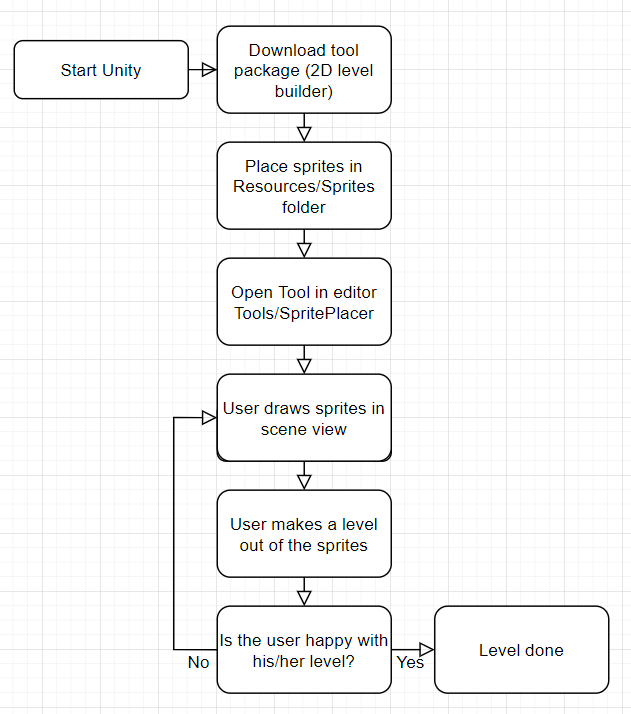 Start Unity
Download tool
package (2D level
builder)
Place sprites in
Resources/Sprites
folder
Open Tool in editor
Tools/SpritePlacer
User draws sprites in
scene view
User makes a level
out of the sprites
Is the user happy with
his/her level?
No
Yes
Level done